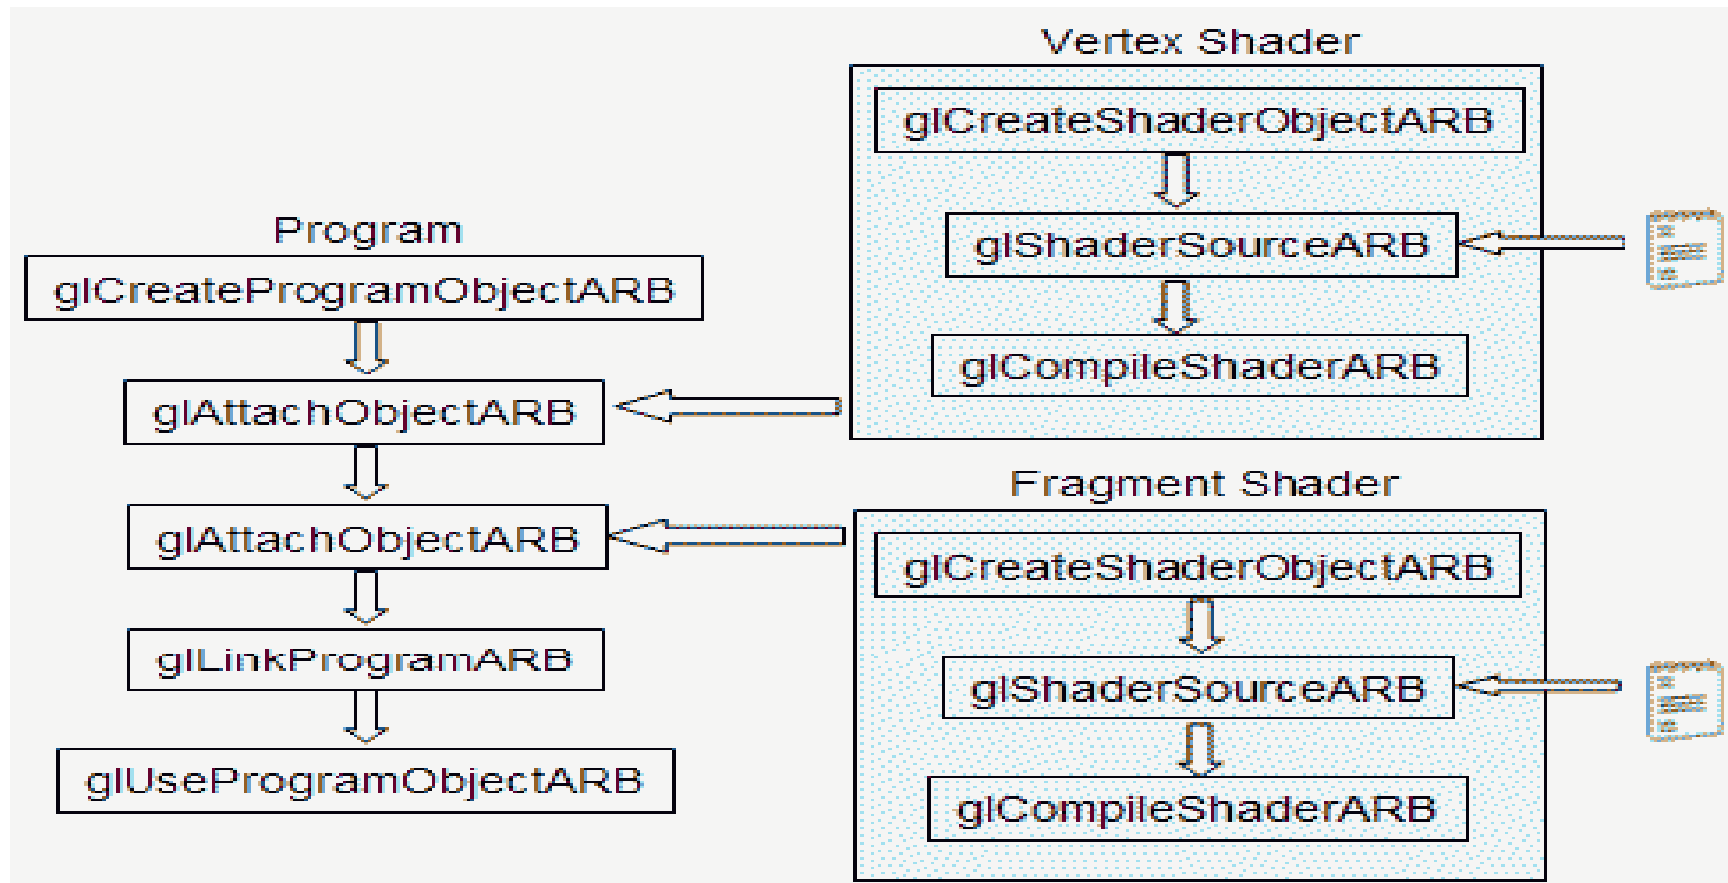 Vertex Shader
glCreateShaderObjectARB
glShaderSourceARB
glCompileShaderARB
Program
glCreateProgramObjectARB
glAttachObjectARB
glAttachObjectARB
glLinkProgramARB
glUseProgramObjectARB
Fragment Shader
glCreateShaderObjectARB
glShaderSourceARB
glCompileShaderARB